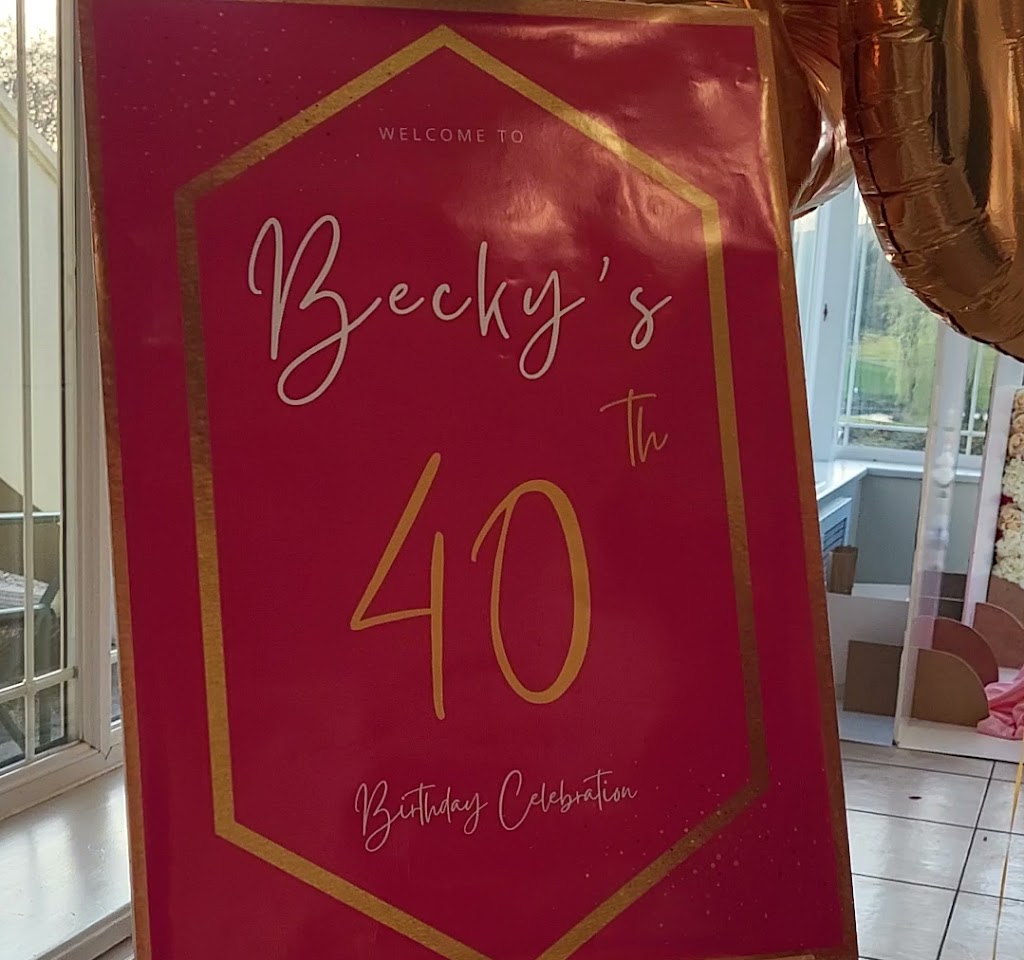 WELCOME TO
Becky's
th
40
Birthday Celebration